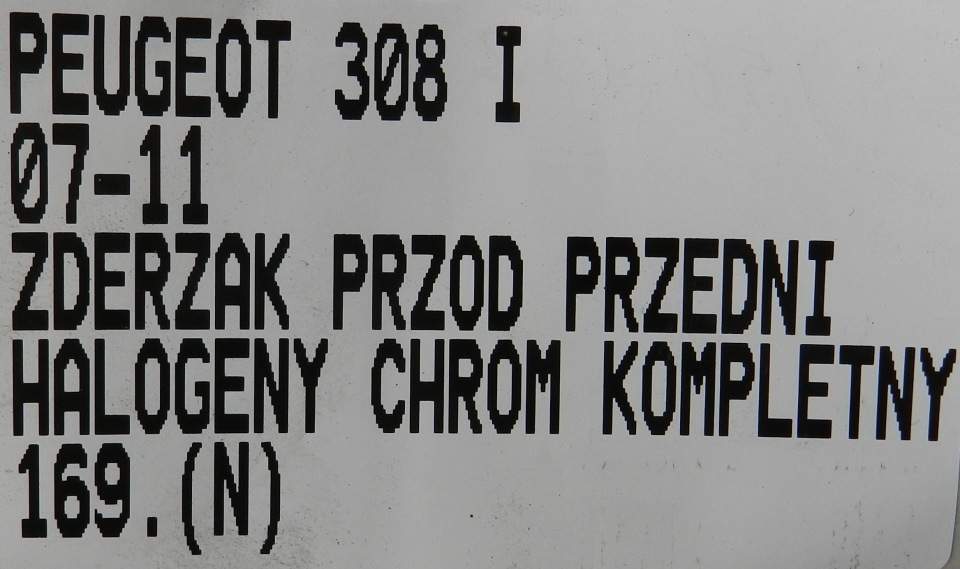 PEUGEOT 308 I
07-11
ZDERZAK PRZOD PRZEDNI
HALOGENY CHROM KOMPLETNY
169.(N)